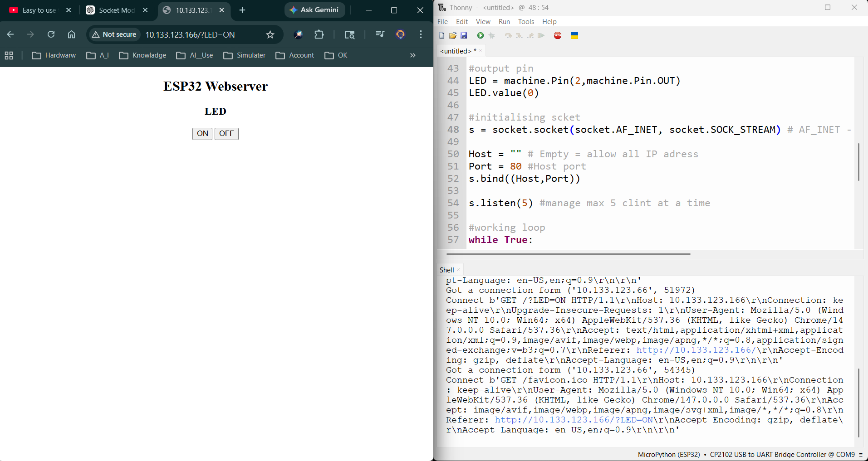 Easy to use
Socket Mod
10.133.123.
Ask Gemini
Not secure
10.133.123.166/?LED=ON
Hardwarw
A_I
Knowladge
AI_Use
Simulater
Account
OK
ESP32 Webserver
LED
ON
OFF
Thonny - <untitled> @ 48 : 54
File Edit View Run Tools Help
<untitled> *
43 #output pin
44 LED = machine.Pin(2,machine.Pin.OUT)
45 LED.value(0)
46
47 #initialising scket
48 s = socket.socket(socket.AF_INET, socket.SOCK_STREAM) # AF_INET -
49
50 Host = "" # Empty = allow all IP adress
51 Port = 80 #Host port
52 s.bind((Host,Port))
53
54 s.listen(5) #manage max 5 clint at a time
55
56 #working loop
57 while True:
Shell
pt-Language: en-US,en;q=0.9\r\n\r\n'
Got a connection form ('10.133.123.66', 51972)
Connect b'GET /?LED=ON HTTP/1.1\r\nHost: 10.133.123.166\r\nConnection: ke
ep-alive\r\nUpgrade-Insecure-Requests: 1\r\nUser-Agent: Mozilla/5.0 (Wind
ows NT 10.0; Win64; x64) AppleWebKit/537.36 (KHTML, like Gecko) Chrome/14
7.0.0.0 Safari/537.36\r\nAccept: text/html,application/xhtml+xml,applicat
ion/xml;q=0.9,image/avif,image/webp,image/apng,*/*;q=0.8,application/sign
ed-exchange;v=b3;q=0.7\r\nReferer: http://10.133.123.166/\r\nAccept-Encod
ing: gzip, deflate\r\nAccept-Language: en-US,en;q=0.9\r\n\r\n'
Got a connection form ('10.133.123.66', 54345)
Connect b'GET /favicon.ico HTTP/1.1\r\nHost: 10.133.123.166\r\nConnection
: keep alive\r\nUser Agent: Mozilla/5.0 (Windows NT 10.0; Win64; x64) App
leWebKit/537.36 (KHTML, like Gecko) Chrome/147.0.0.0 Safari/537.36\r\nAcc
ept: image/avif,image/webp,image/apng,image/svg+xml,image/*,*/*;q=0.8\r\n
Referer: http://10.133.123.166/?LED=ON\r\nAccept Encoding: gzip, deflate\
r\nAccept Language: en US,en;q=0.9\r\n\r\n'
MicroPython (ESP32) • CP2102 USB to UART Bridge Controller @ COM9